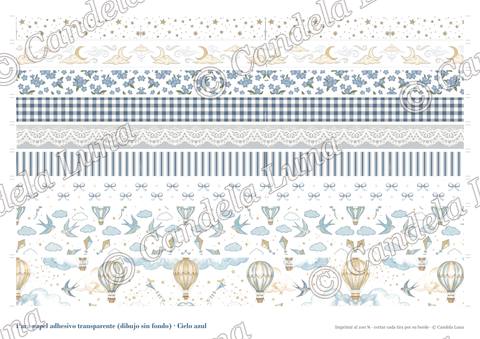 © Candela Luna
© Candela Luna
© Candela Luna
© Candela Luna
papel adhesivo transparente (dibujo sin fondo) · Cielo azul
Imprimir al 100 % · cortar cada tira por su borde · © Candela Luna